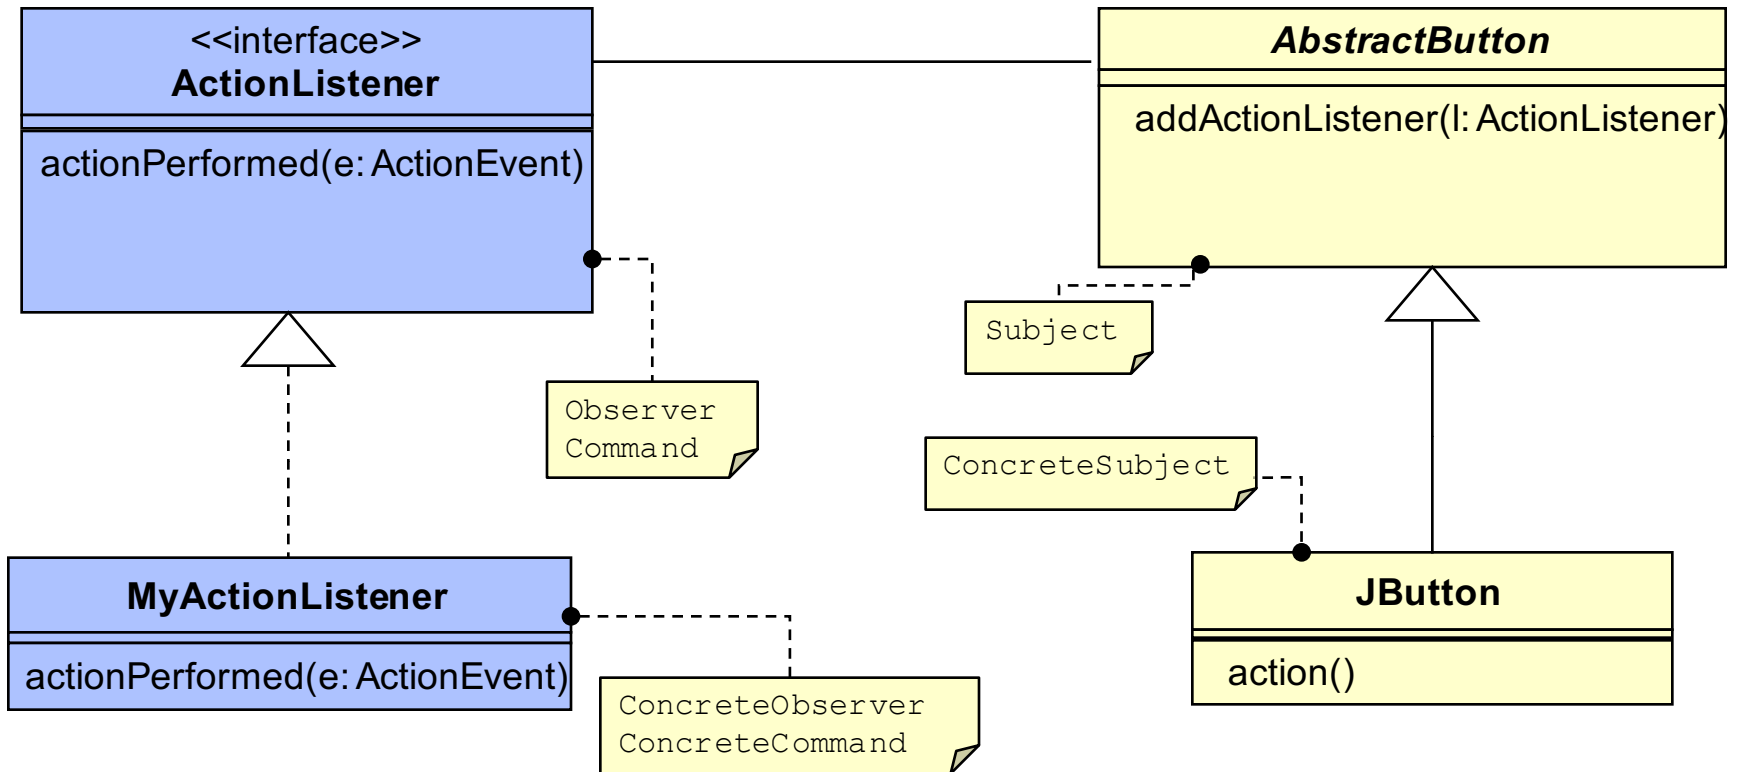 <<interface>>
ActionListener
actionPerformed(e: ActionEvent)
AbstractButton
addActionListener(l: ActionListener)
Subject
Observer
Command
ConcreteSubject
MyActionListener
actionPerformed(e: ActionEvent)
JButton
action()
ConcreteObserver
ConcreteCommand